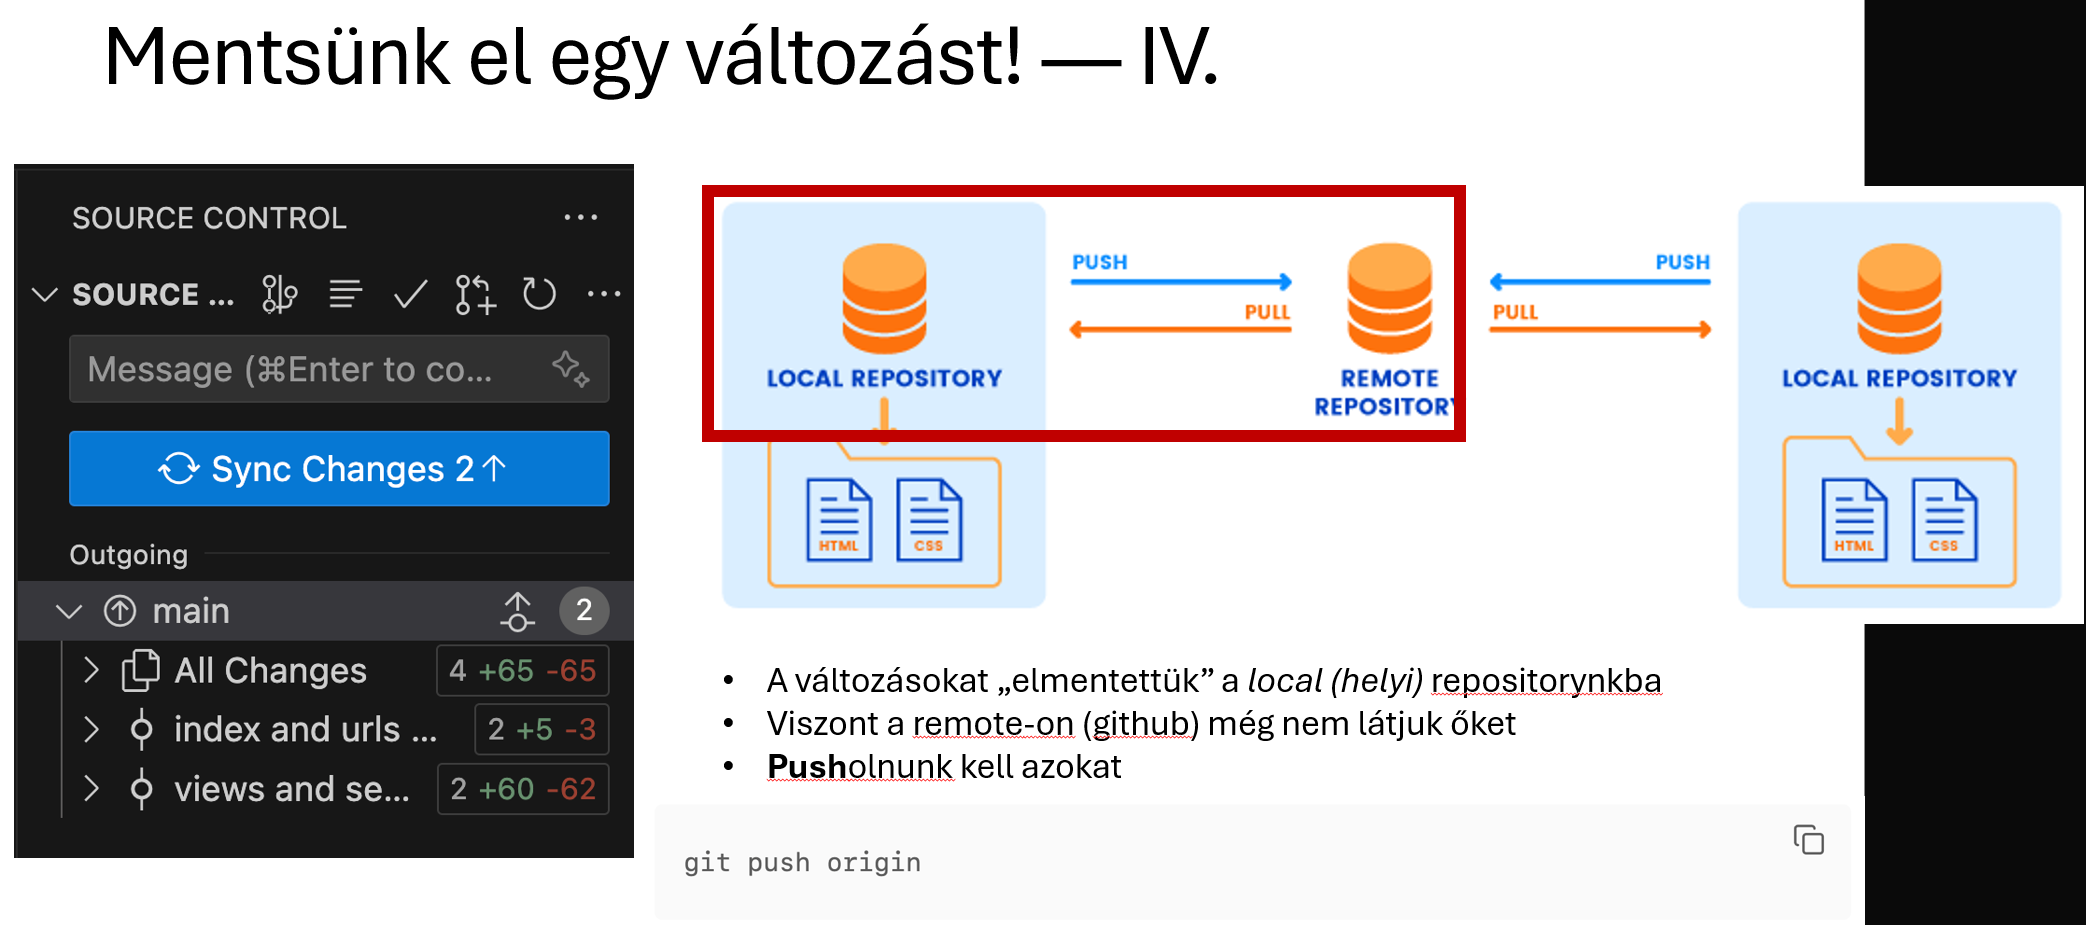 Mentsünk el egy változást! — IV.
SOURCE CONTROL
SOURCE ...
Message (⌘Enter to co...
Sync Changes 2↑
Outgoing
main
2
All Changes
4 +65 -65
index and urls ...
2 +5 -3
views and se...
2 +60 -62
PUSH
PULL
LOCAL REPOSITORY
REMOTE
REPOSITORY
HTML
CSS
PUSH
PULL
LOCAL REPOSITORY
HTML
CSS
• A változásokat „elmentettük” a local (helyi) repositorynkba
• Viszont a remote-on (github) még nem látjuk őket
• Pusholnunk kell azokat
git push origin